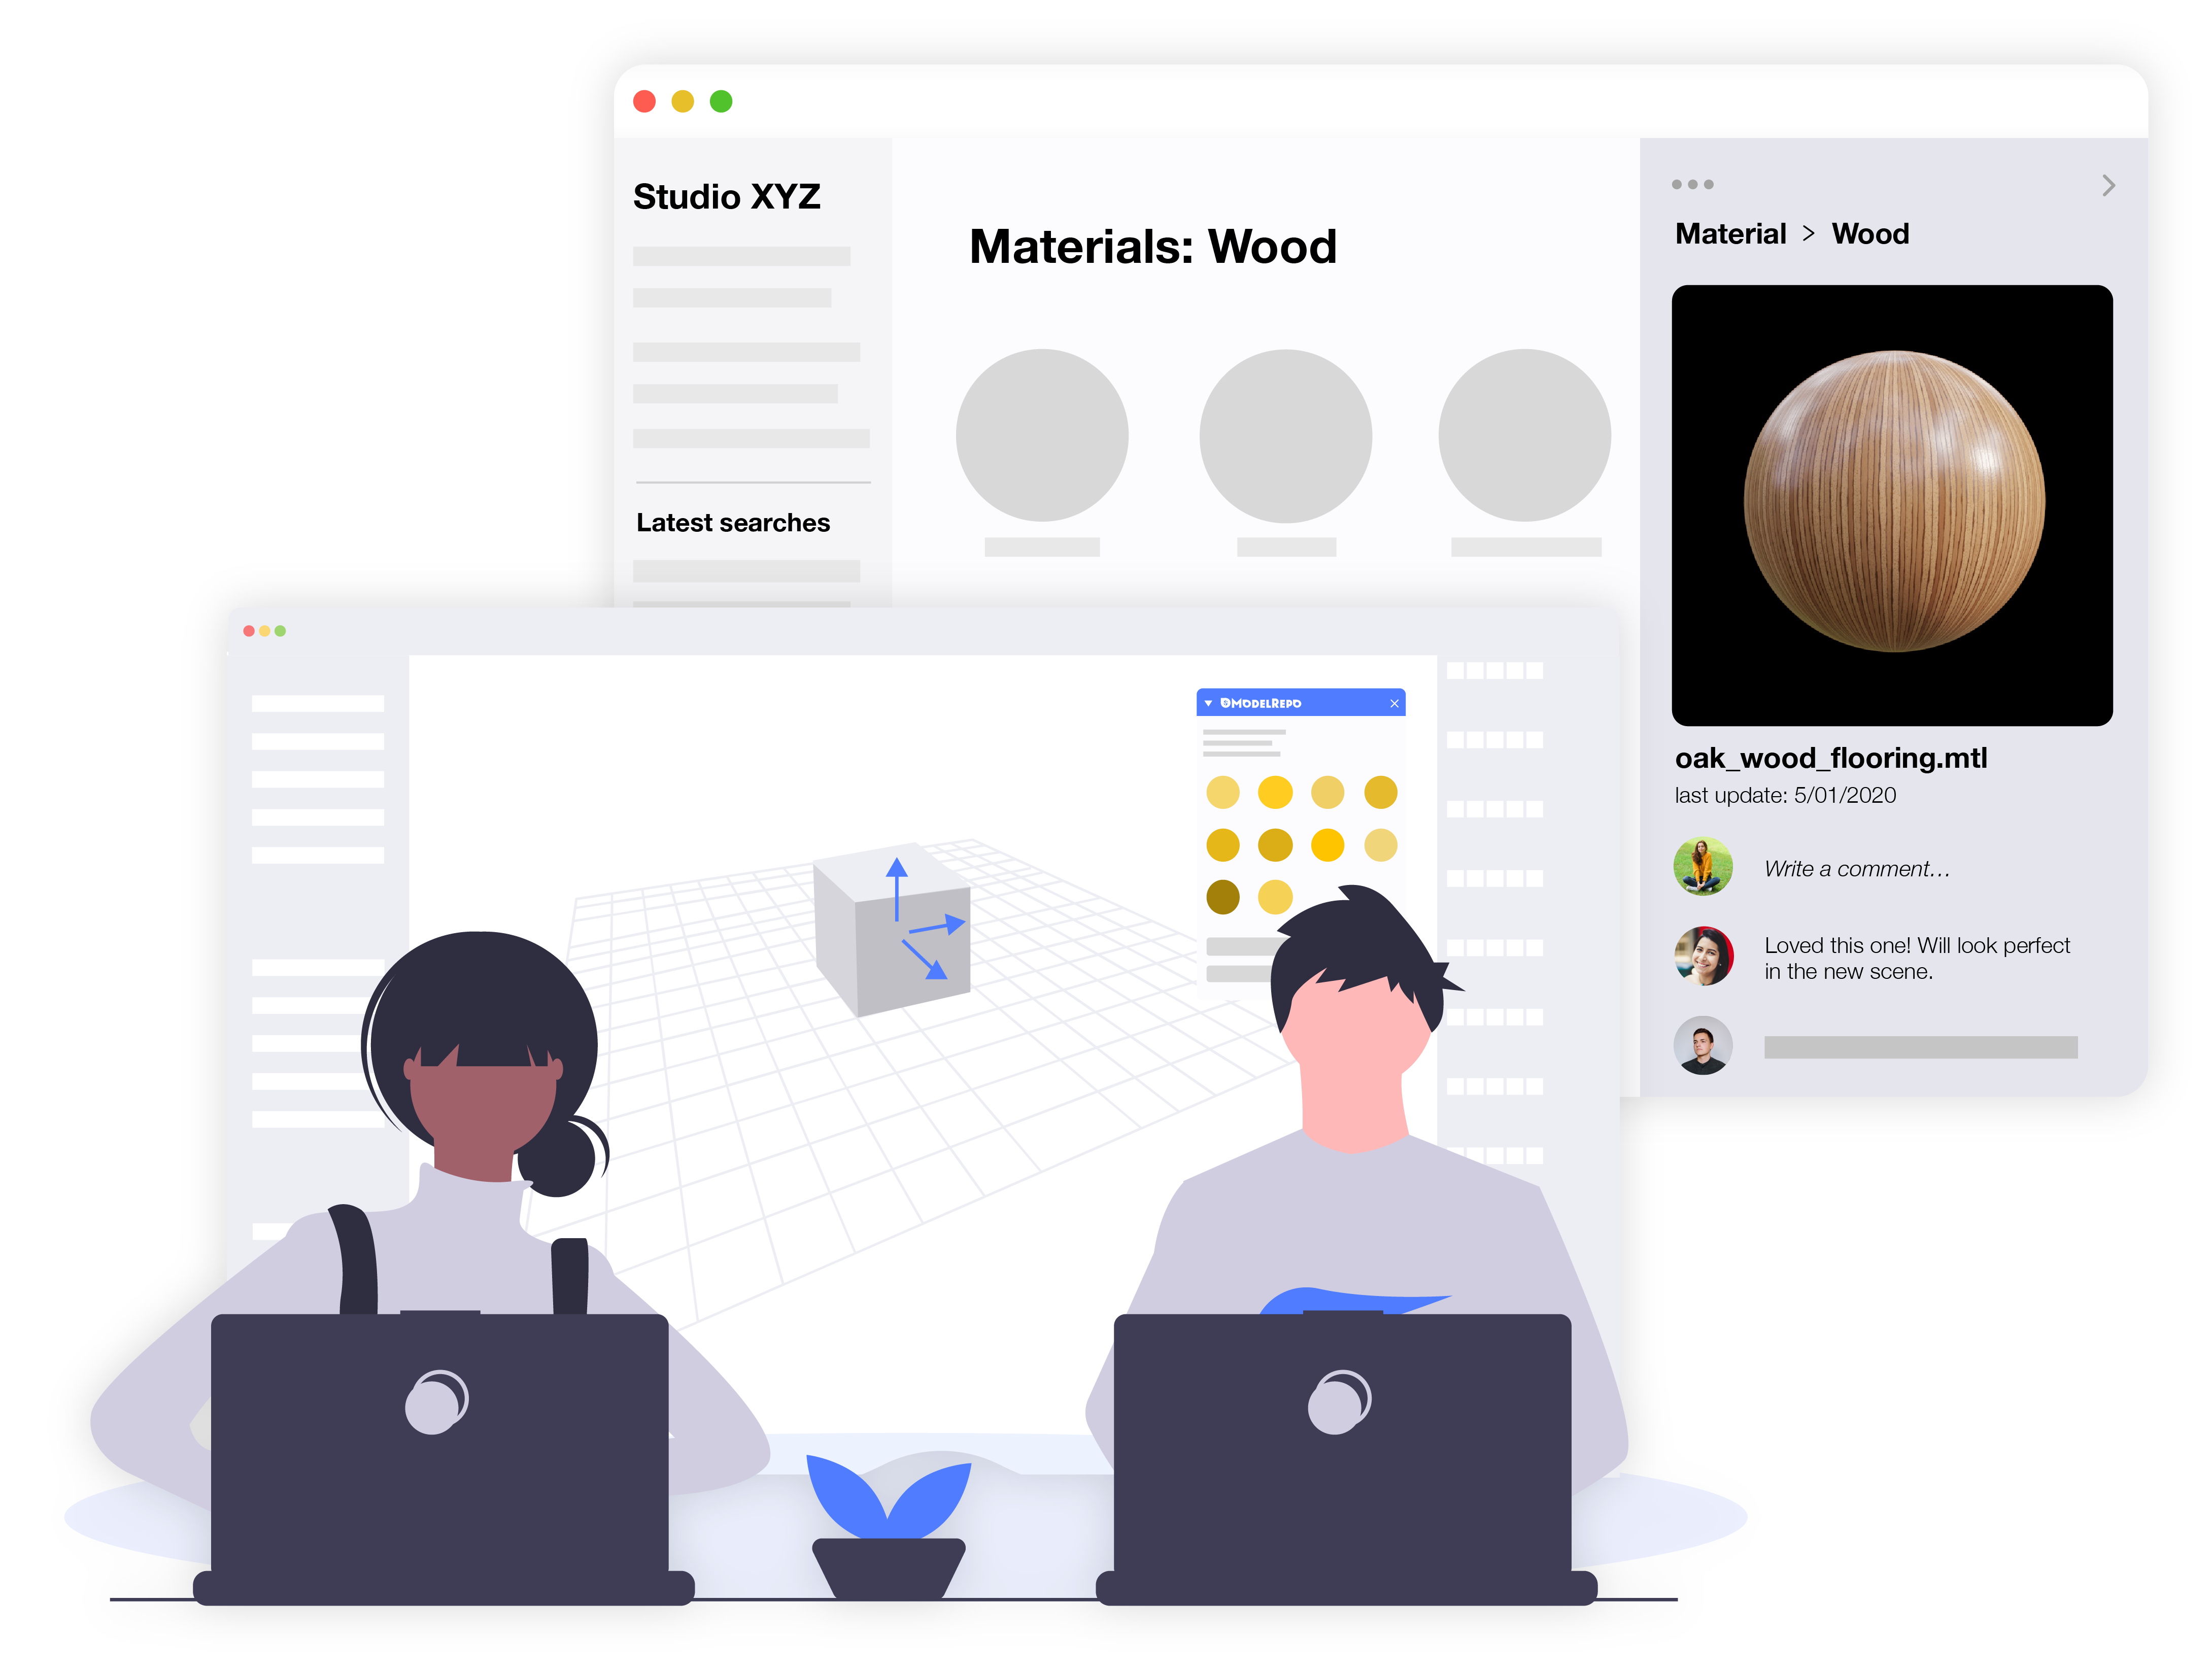 Studio XYZ
Latest searches
Materials: Wood
Material > Wood
oak_wood_flooring.mtl
last update: 5/01/2020
Write a comment...
Loved this one! Will look perfect
in the new scene.
MODELREPO